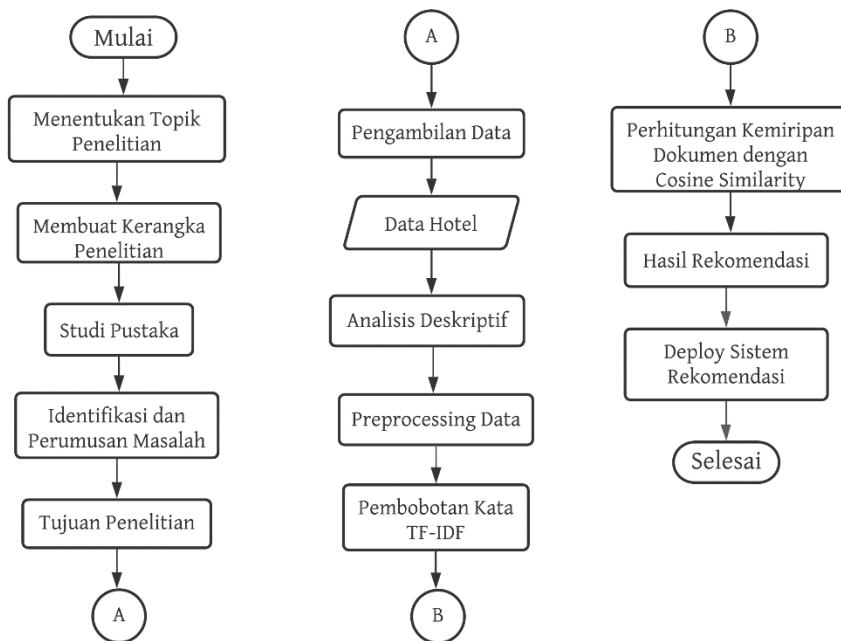 Mulai
Menentukan Topik
Penelitian
Membuat Kerangka
Penelitian
Studi Pustaka
Identifikasi dan
Perumusan Masalah
Tujuan Penelitian
A
A
Pengambilan Data
Data Hotel
Analisis Deskriptif
Preprocessing Data
Pembobotan Kata
TF-IDF
B
B
Perhitungan Kemiripan
Dokumen dengan
Cosine Similarity
Hasil Rekomendasi
Deploy Sistem
Rekomendasi
Selesai